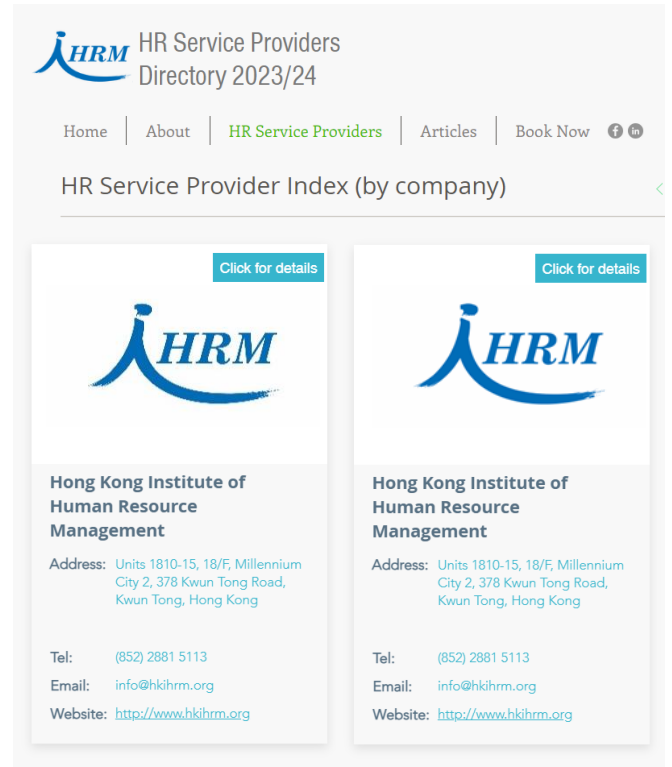 HRM
HR Service Providers
Directory 2023/24
Home
About
HR Service Providers
Articles
Book Now
f
in
HR Service Provider Index (by company)
<
Click for details
HRM
Hong Kong Institute of
Human Resource
Management
Address: Units 1810-15, 18/F, Millennium
City 2, 378 Kwun Tong Road,
Kwun Tong, Hong Kong
Tel: (852) 2881 5113
Email: info@hkihrm.org
Website: http://www.hkihrm.org
Click for details
HRM
Hong Kong Institute of
Human Resource
Management
Address: Units 1810-15, 18/F, Millennium
City 2, 378 Kwun Tong Road,
Kwun Tong, Hong Kong
Tel: (852) 2881 5113
Email: info@hkihrm.org
Website: http://www.hkihrm.org